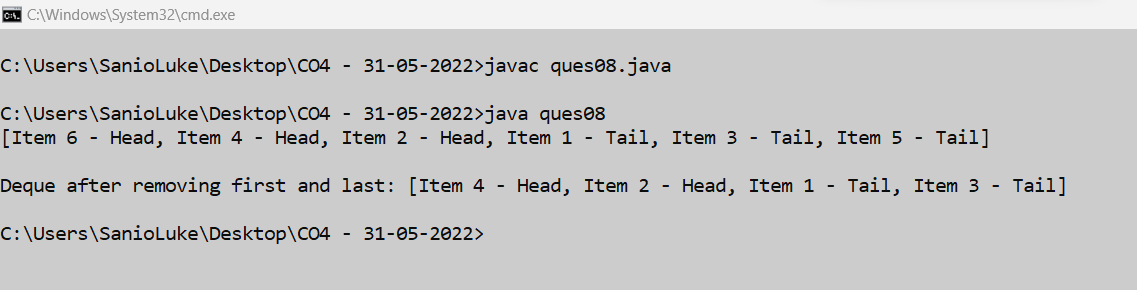 C:\Windows\System32\cmd.exe
C:\Users\SanioLuke\Desktop\CO4 - 31-05-2022>javac ques08.java
C:\Users\SanioLuke\Desktop\CO4 - 31-05-2022>java ques08
[Item 6 - Head, Item 4 - Head, Item 2 - Head, Item 1 - Tail, Item 3 - Tail, Item 5 - Tail]
Deque after removing first and last: [Item 4 - Head, Item 2 - Head, Item 1 - Tail, Item 3 - Tail]
C:\Users\SanioLuke\Desktop\CO4 - 31-05-2022>